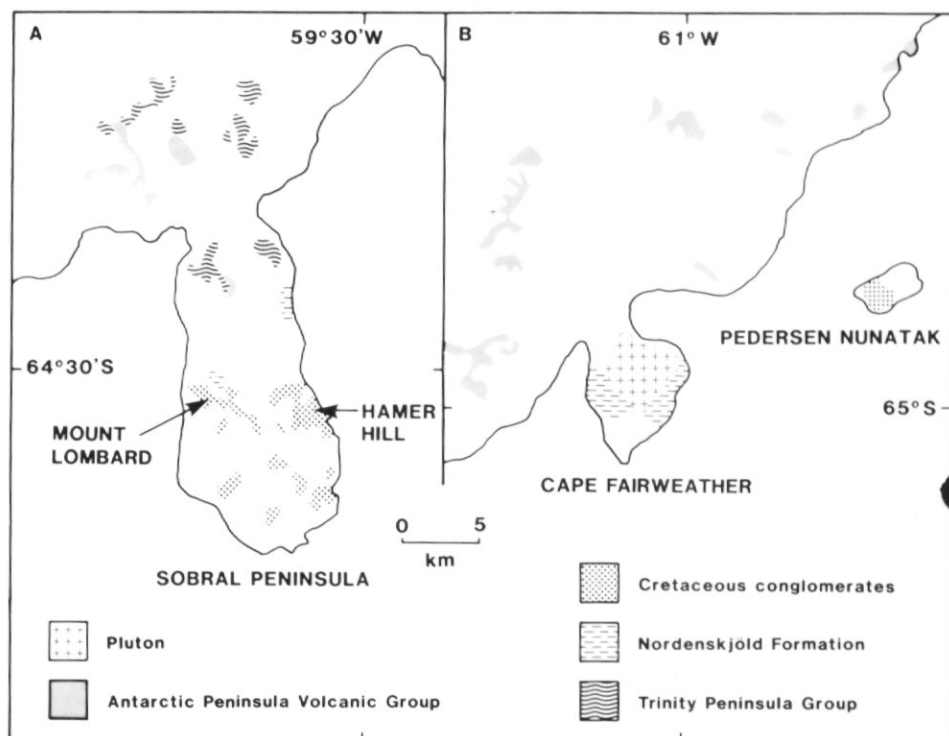 A
59°30'W
B
61°W
64°30'S
MOUNT
LOMBARD
HAMER
HILL
PEDERSEN NUNATAK
65°S
CAPE FAIRWEATHER
0 5
km
SOBRAL PENINSULA
Pluton
Antarctic Peninsula Volcanic Group
Cretaceous conglomerates
Nordenskjöld Formation
Trinity Peninsula Group